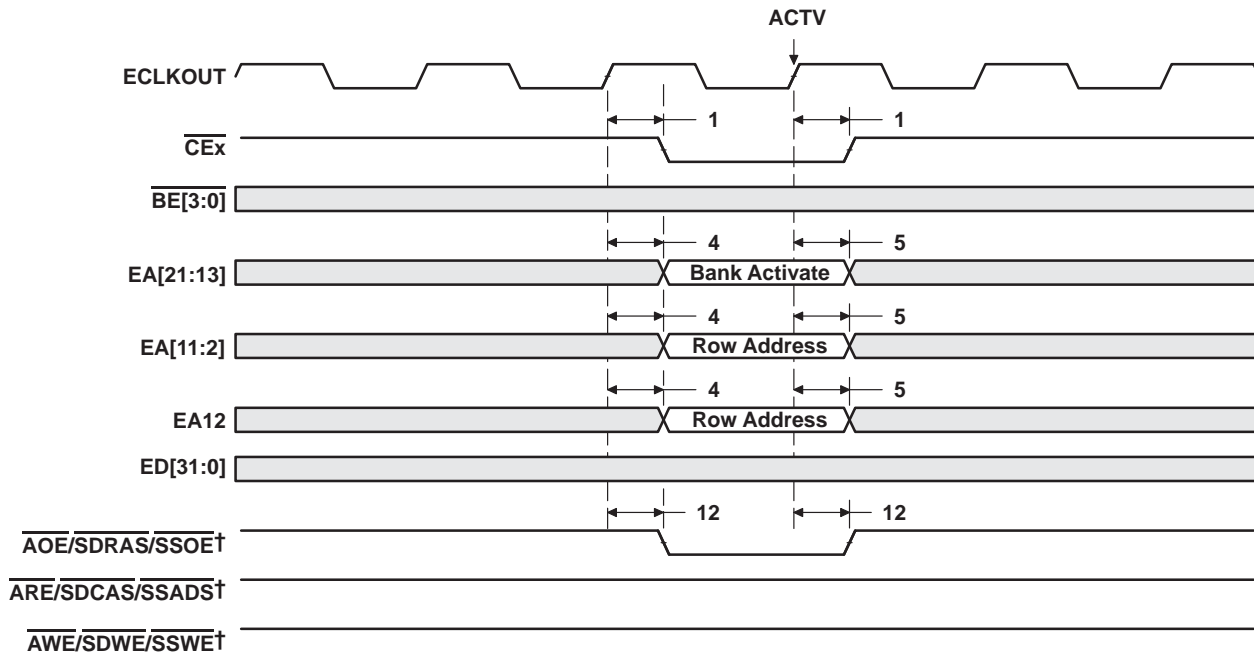 ACTV
ECLKOUT
1 1
CEx
BE[3:0]
4 5
EA[21:13] Bank Activate
4 5
EA[11:2] Row Address
4 5
EA12 Row Address
ED[31:0]
12 12
AOE/SDRAS/SSOE†
ARE/SDCAS/SSADS†
AWE/SDWE/SSWE†